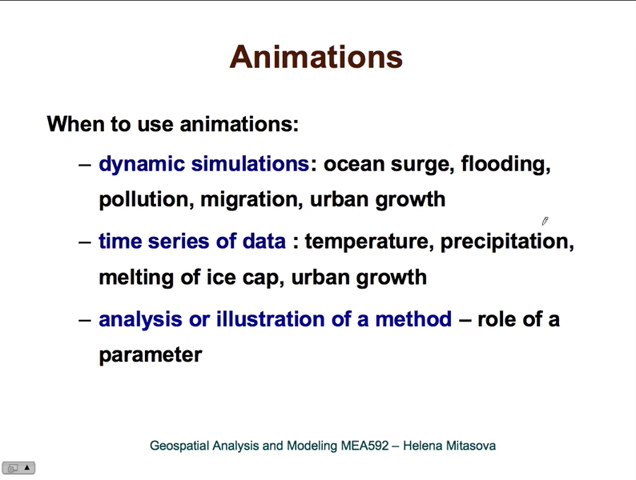 Animations
When to use animations:
– dynamic simulations: ocean surge, flooding,
pollution, migration, urban growth
– time series of data : temperature, precipitation,
melting of ice cap, urban growth
– analysis or illustration of a method – role of a
parameter
Geospatial Analysis and Modeling MEA592 – Helena Mitasova